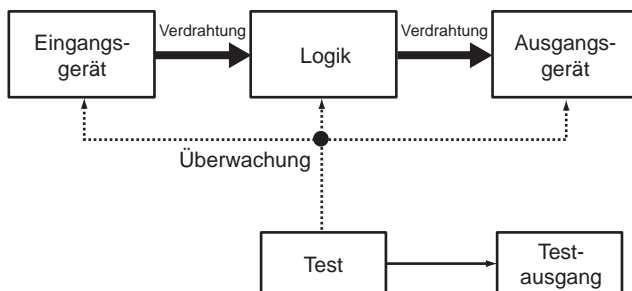 Verdrahtung
Verdrahtung
Eingangs-
gerät
Logik
Ausgangs-
gerät
Überwachung
Test
Test-
ausgang